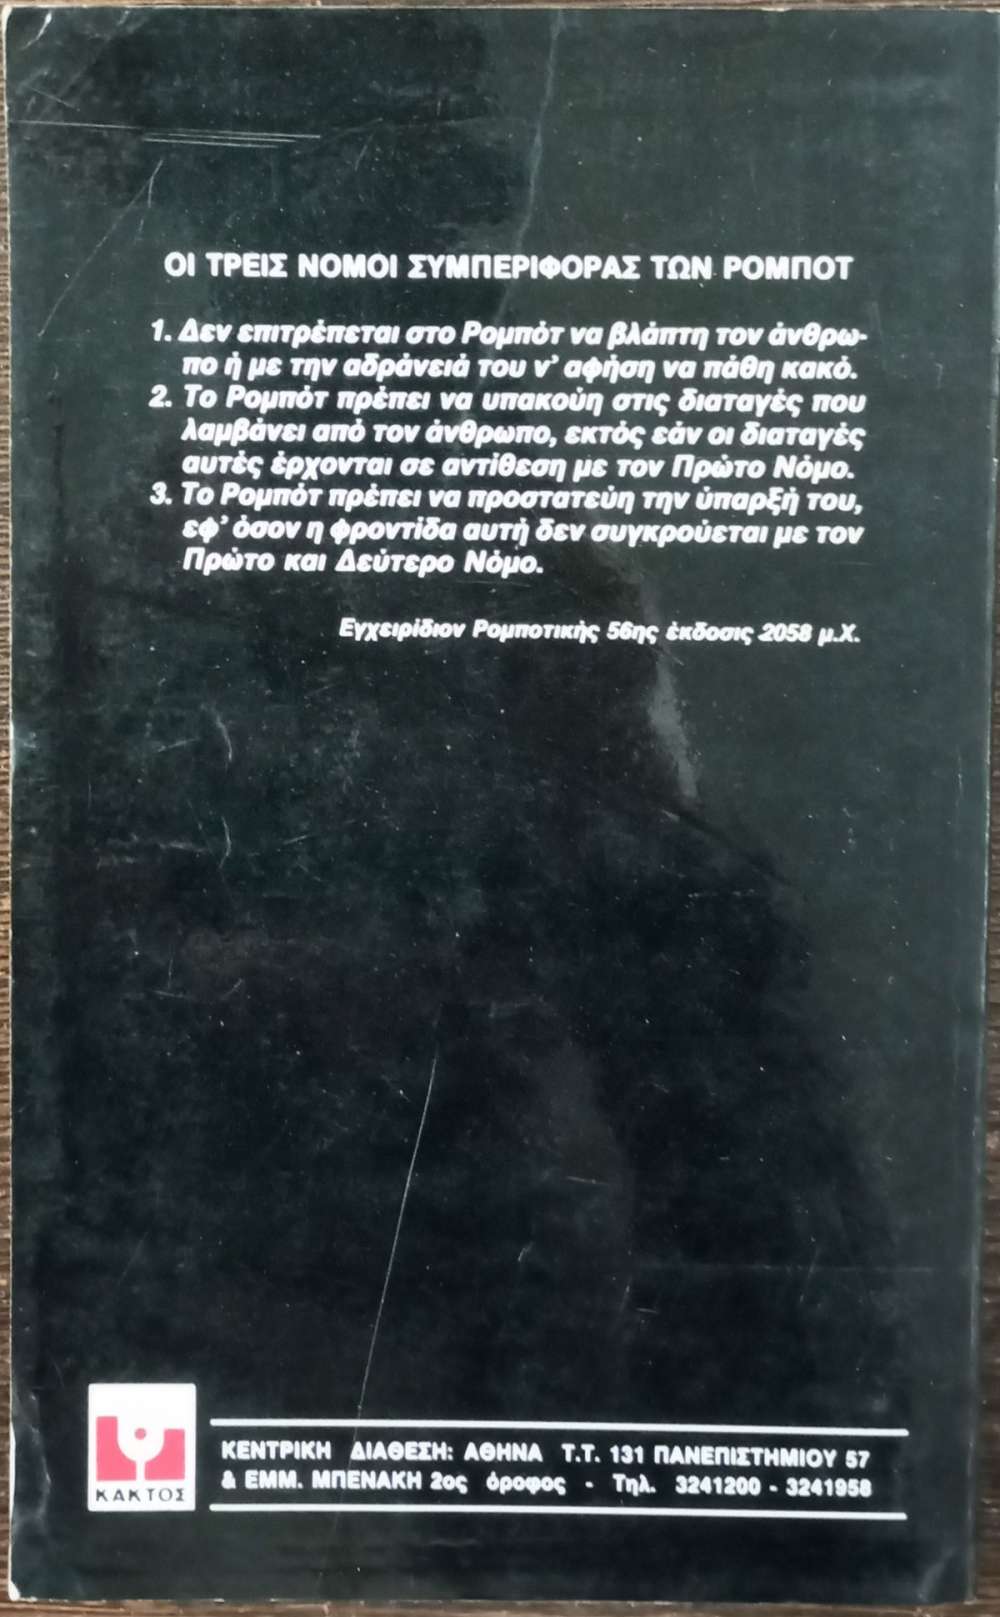 ΟΙ ΤΡΕΙΣ ΝΟΜΟΙ ΣΥΜΠΕΡΙΦΟΡΑΣ ΤΩΝ ΡΟΜΠΟΤ
1. Δεν επιτρέπεται στο Ρομπότ να βλάπτη τον άνθρω-
πο ή με την αδράνειά του ν' αφήση να πάθη κακό.
2. Το Ρομπότ πρέπει να υπακούη στις διαταγές που
λαμβάνει από τον άνθρωπο, εκτός εάν οι διαταγές
αυτές έρχονται σε αντίθεση με τον Πρώτο Νόμο.
3. Το Ρομπότ πρέπει να προστατεύη την ύπαρξή του,
εφ' όσον η φροντίδα αυτή δεν συγκρούεται με τον
Πρώτο και Δεύτερο Νόμο.
Εγχειρίδιον Ρομποτικής 56ης έκδοσις 2058 μ.Χ.
ΚΕΝΤΡΙΚΗ ΔΙΑΘΕΣΗ: ΑΘΗΝΑ Τ.Τ. 131 ΠΑΝΕΠΙΣΤΗΜΙΟΥ 57
& ΕΜΜ. ΜΠΕΝΑΚΗ 2ος όροφος - Τηλ. 3241200 - 3241958
ΚΑΚΤΟΣ